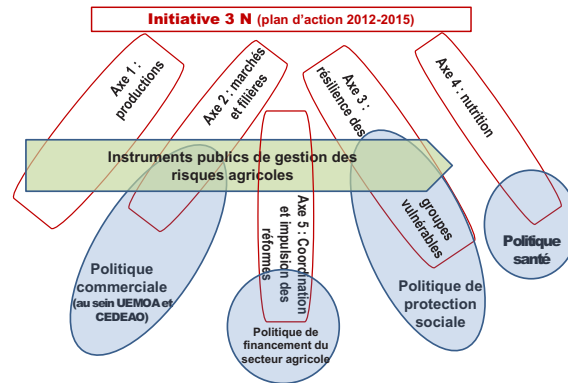 Initiative 3 N (plan d'action 2012-2015)
Axe 1 :
productions
Axe 2 : marchés
et filières
Axe 3 :
résilience des
groupes
vulnérables
Axe 4 : nutrition
Instruments publics de gestion des
risques agricoles
Axe 5 : Coordination
et impulsion des
réformes
Politique
commerciale
(au sein UEMOA et
CEDEAO)
Politique de
financement du
secteur agricole
Politique de
protection
sociale
Politique
santé